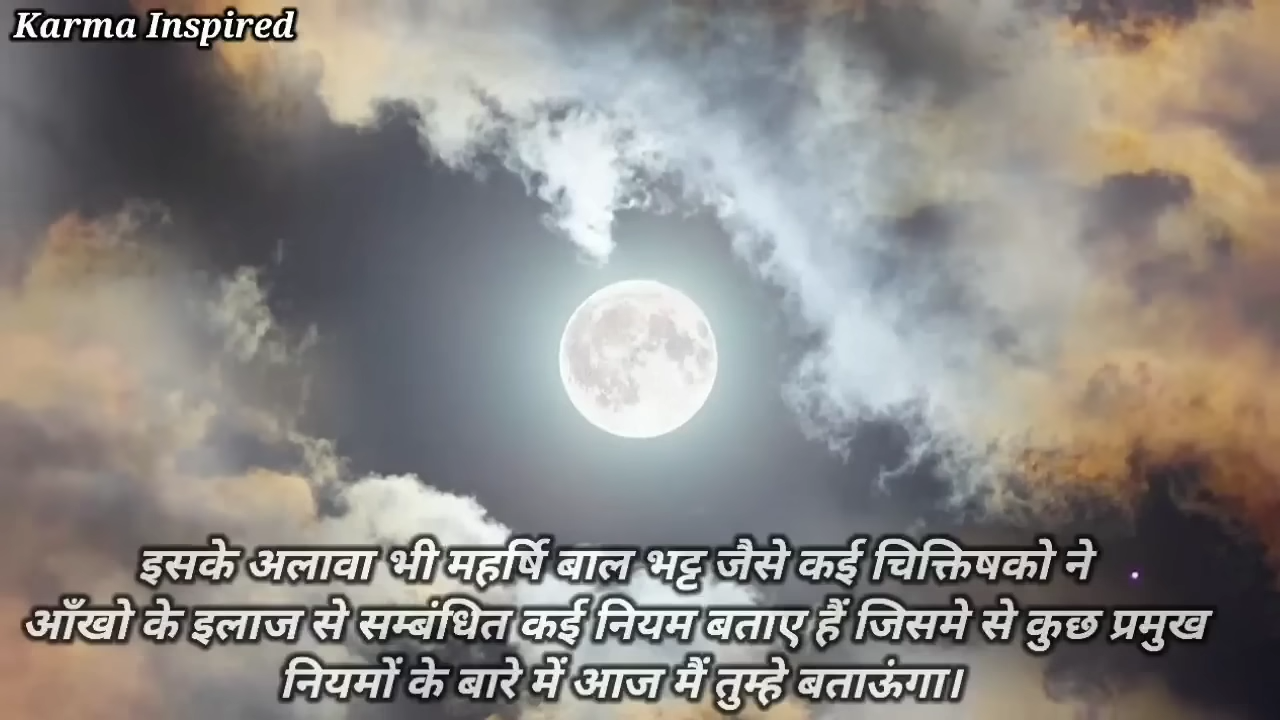 Karma Inspired
इसके अलावा भी महर्षि बाल भट्ट जैसे कई चिक्तिषको ने
आँखो के इलाज से सम्बंधित कई नियम बताए हैं जिसमे से कुछ प्रमुख
नियमों के बारे में आज मैं तुम्हे बताऊंगा।